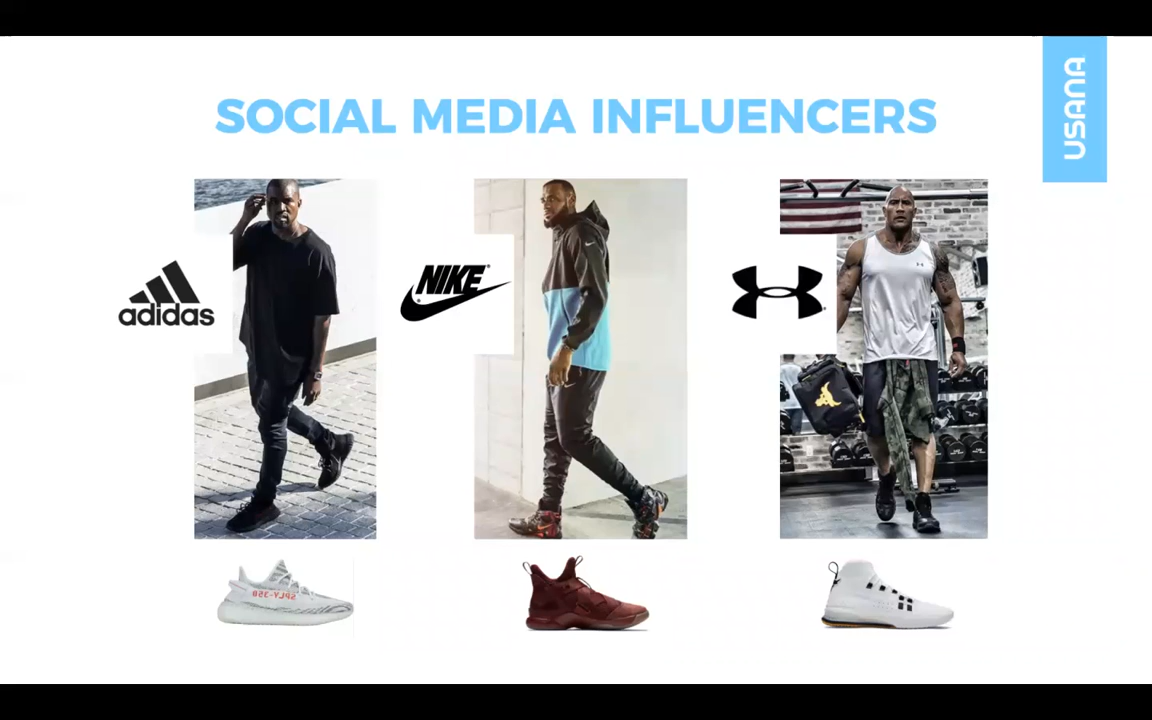 USANA
SOCIAL MEDIA INFLUENCERS
adidas
NIKE
SPLY-350